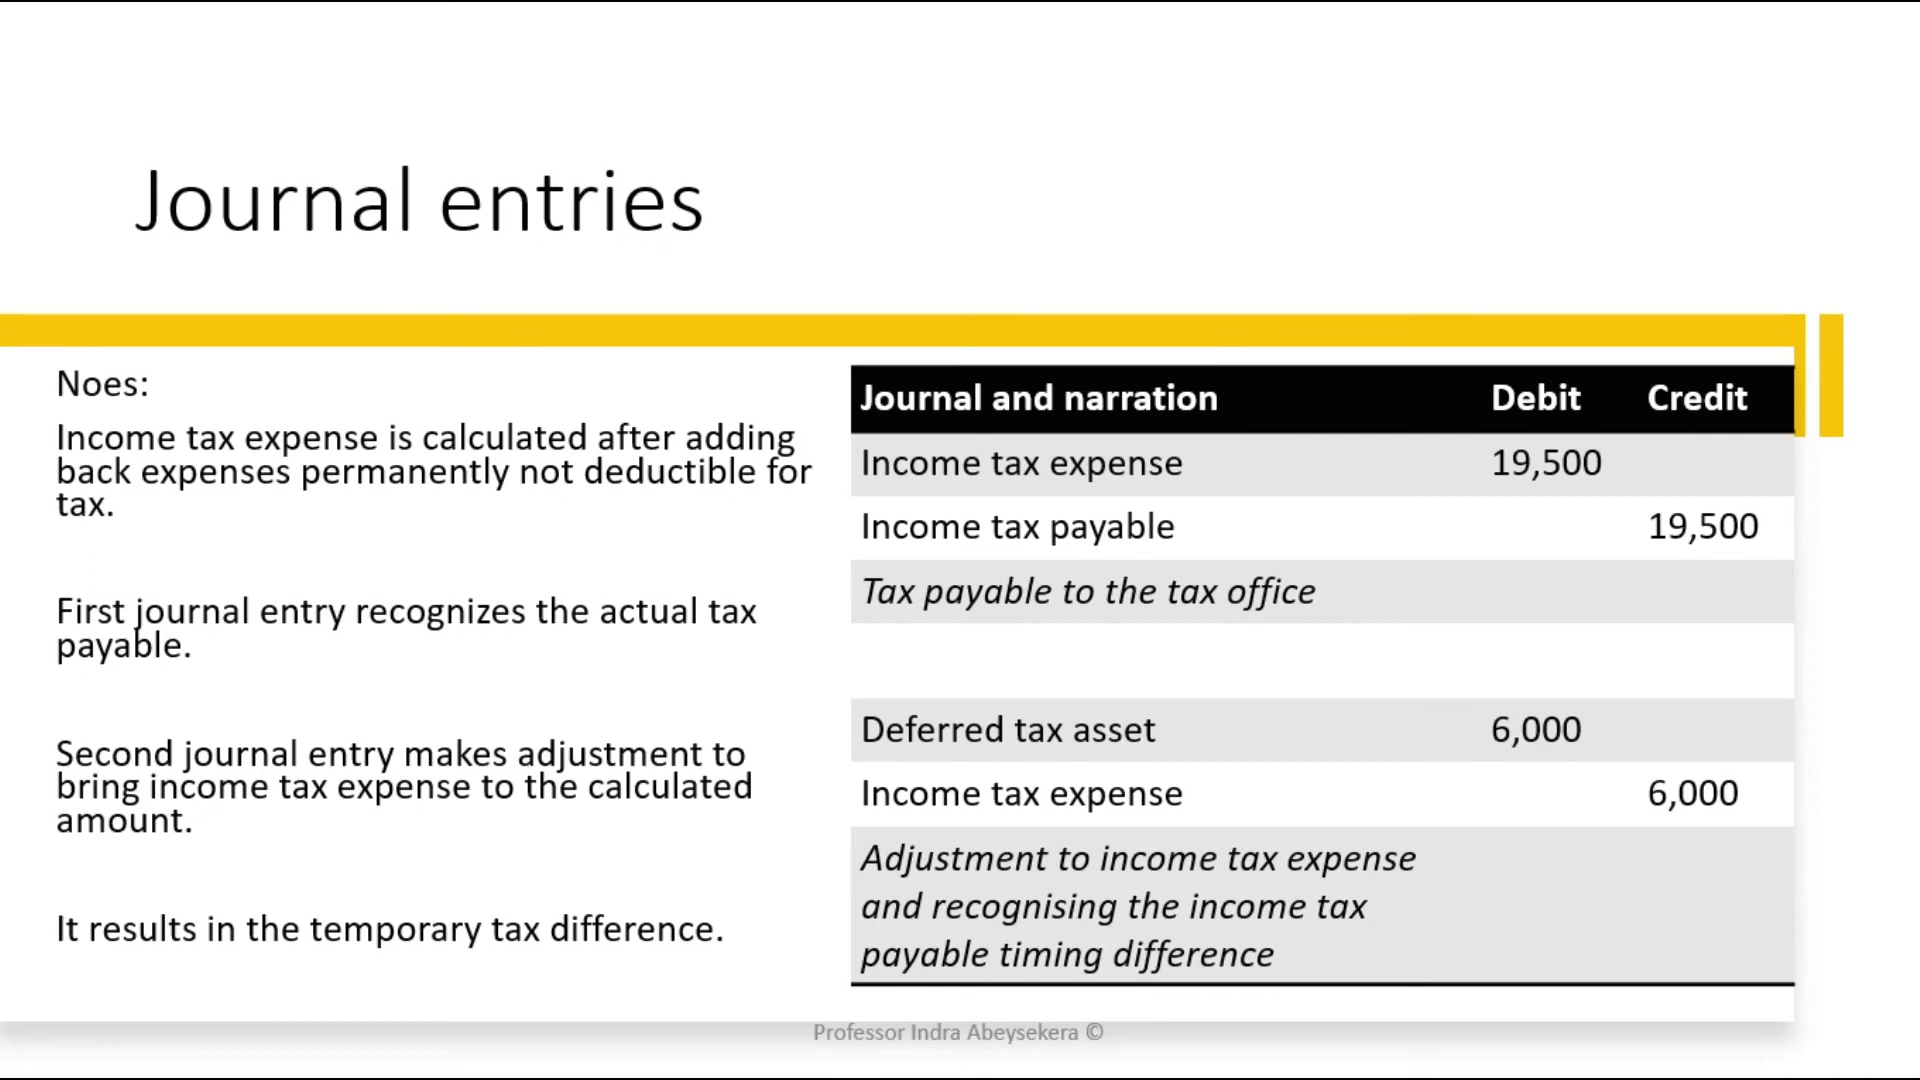 Journal entries
Noes:
Income tax expense is calculated after adding
back expenses permanently not deductible for
tax.
First journal entry recognizes the actual tax
payable.
Second journal entry makes adjustment to
bring income tax expense to the calculated
amount.
It results in the temporary tax difference.
Journal and narration Debit Credit
Income tax expense 19,500
Income tax payable 19,500
Tax payable to the tax office
Deferred tax asset 6,000
Income tax expense 6,000
Adjustment to income tax expense
and recognising the income tax
payable timing difference
Professor Indra Abeysekera ©